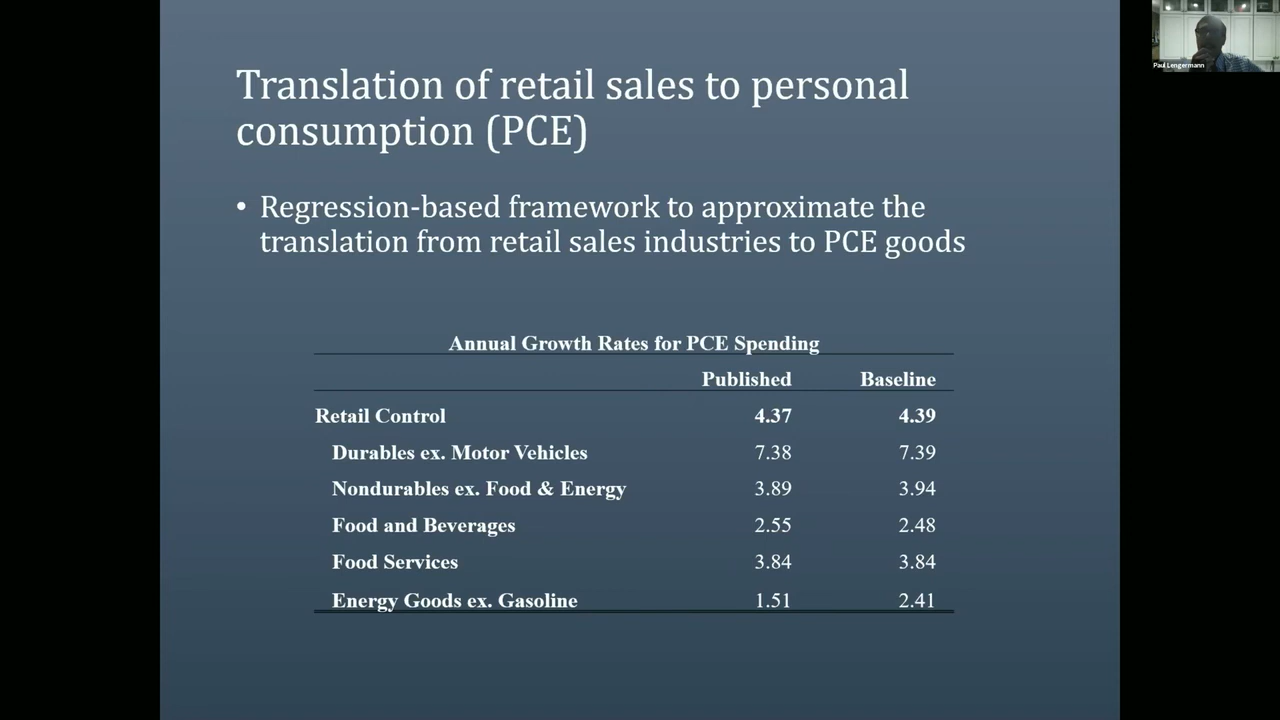 Translation of retail sales to personal
consumption (PCE)
• Regression-based framework to approximate the
translation from retail sales industries to PCE goods
Annual Growth Rates for PCE Spending
Published Baseline
Retail Control 4.37 4.39
Durables ex. Motor Vehicles 7.38 7.39
Nondurables ex. Food & Energy 3.89 3.94
Food and Beverages 2.55 2.48
Food Services 3.84 3.84
Energy Goods ex. Gasoline 1.51 2.41
Paul Lengermann